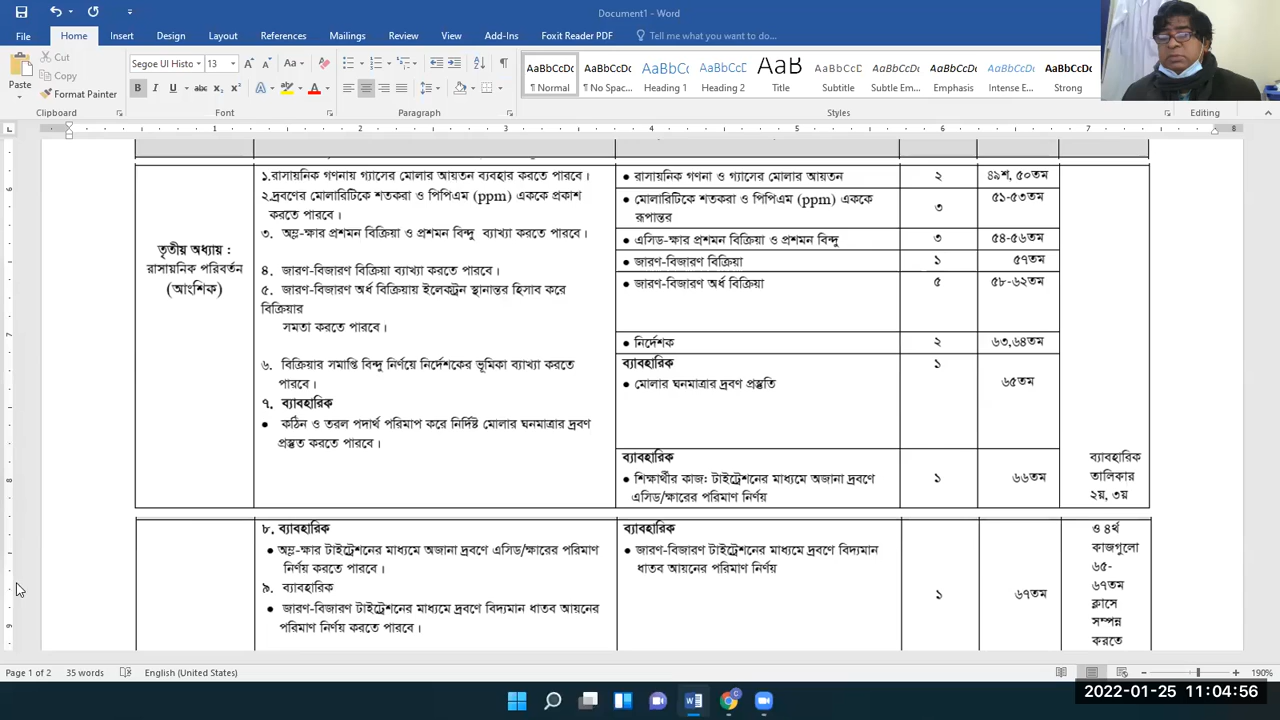 Document1 - Word
File Home Insert Design Layout References Mailings Review View Add-Ins Foxit Reader PDF Tell me what you want to do...
Paste
Cut
Copy
Format Painter
Segoe UI Histo 13
AaBbCcDc AaBbCcDc AaBbCc AaBbCcD AaB AaBbCcD AaBbCcDc AaBbCcDc AaBbCcDc AaBbCcDc
¶ Normal ¶ No Spac... Heading 1 Heading 2 Title Subtitle Subtle Em... Emphasis Intense E... Strong
Clipboard Font Paragraph Styles Editing
তৃতীয় অধ্যায় :
রাসায়নিক পরিবর্তন
(আংশিক)
১.রাসায়নিক গণনায় গ্যাসের মোলার আয়তন ব্যবহার করতে পারবে।
২.দ্রবণের মোলারিটিকে শতকরা ও পিপিএম (ppm) এককে প্রকাশ
করতে পারবে।
৩. অম্ল-ক্ষার প্রশমন বিক্রিয়া ও প্রশমন বিন্দু ব্যাখ্যা করতে পারবে।
৪. জারণ-বিজারণ বিক্রিয়া ব্যাখ্যা করতে পারবে।
৫. জারণ-বিজারণ অর্ধ বিক্রিয়ায় ইলেকট্রন স্থানান্তর হিসাব করে
বিক্রিয়ার
সমতা করতে পারবে।
৬. বিক্রিয়ার সমাপ্তি বিন্দু নির্ণয়ে নির্দেশকের ভূমিকা ব্যাখ্যা করতে
পারবে।
৭. ব্যাবহারিক
• কঠিন ও তরল পদার্থ পরিমাপ করে নির্দিষ্ট মোলার ঘনমাত্রার দ্রবণ
প্রস্তুত করতে পারবে।
• রাসায়নিক গণনা ও গ্যাসের মোলার আয়তন ২ ৪৯শ, ৫০তম
• মোলারিটিকে শতকরা ও পিপিএম (ppm) এককে ৩ ৫১-৫৩তম
রূপান্তর
• এসিড-ক্ষার প্রশমন বিক্রিয়া ও প্রশমন বিন্দু ৩ ৫৪-৫৬তম
• জারণ-বিজারণ বিক্রিয়া ১ ৫৭তম
• জারণ-বিজারণ অর্ধ বিক্রিয়া ৫ ৫৮-৬২তম
• নির্দেশক ২ ৬৩,৬৪তম
ব্যাবহারিক ১
• মোলার ঘনমাত্রার দ্রবণ প্রস্তুতি ৬৫তম
ব্যাবহারিক
• শিক্ষার্থীর কাজ: টাইট্রেশনের মাধ্যমে অজানা দ্রবণে ১ ৬৬তম
এসিড/ক্ষারের পরিমাণ নির্ণয়
ব্যাবহারিক
তালিকার
২য়, ৩য়
৮. ব্যাবহারিক
• অম্ল-ক্ষার টাইট্রেশনের মাধ্যমে অজানা দ্রবণে এসিড/ক্ষারের পরিমাণ
নির্ণয় করতে পারবে।
৯. ব্যাবহারিক
• জারণ-বিজারণ টাইট্রেশনের মাধ্যমে দ্রবণে বিদ্যমান ধাতব আয়নের
পরিমাণ নির্ণয় করতে পারবে।
ব্যাবহারিক
• জারণ-বিজারণ টাইট্রেশনের মাধ্যমে দ্রবণে বিদ্যমান
ধাতব আয়নের পরিমাণ নির্ণয়
১ ৬৭তম
ও ৪র্থ
কাজগুলো
৬৫-
৬৭তম
ক্লাসে
সম্পন্ন
করতে
Page 1 of 2 35 words English (United States) 190%
2022-01-25 11:04:56